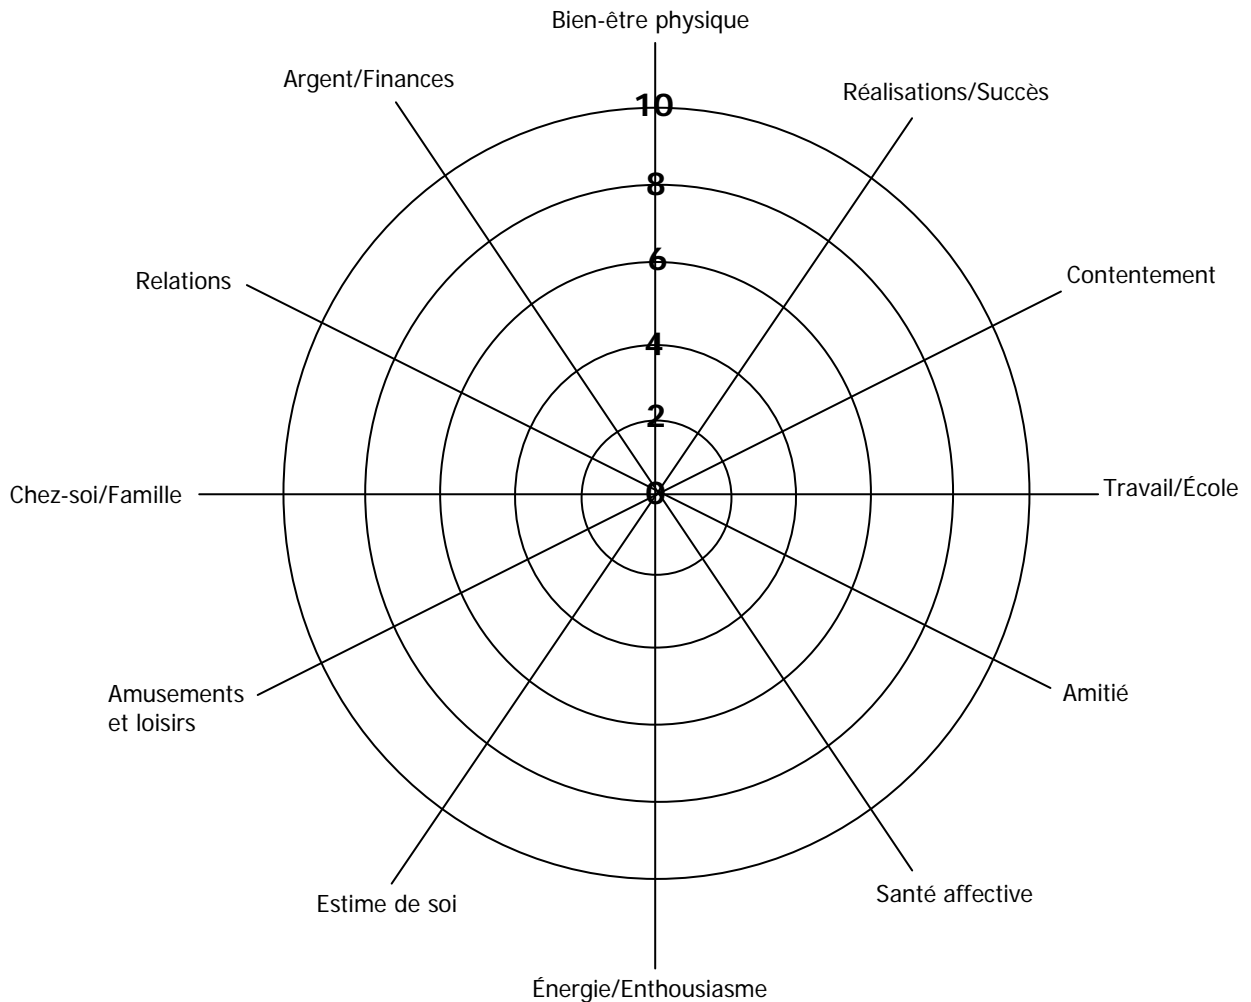 Bien-être physique
Argent/Finances
Réalisations/Succès
10
8
6
4
2
0
Relations
Contentement
Chez-soi/Famille
Travail/École
Amusements
et loisirs
Amitié
Estime de soi
Santé affective
Énergie/Enthousiasme